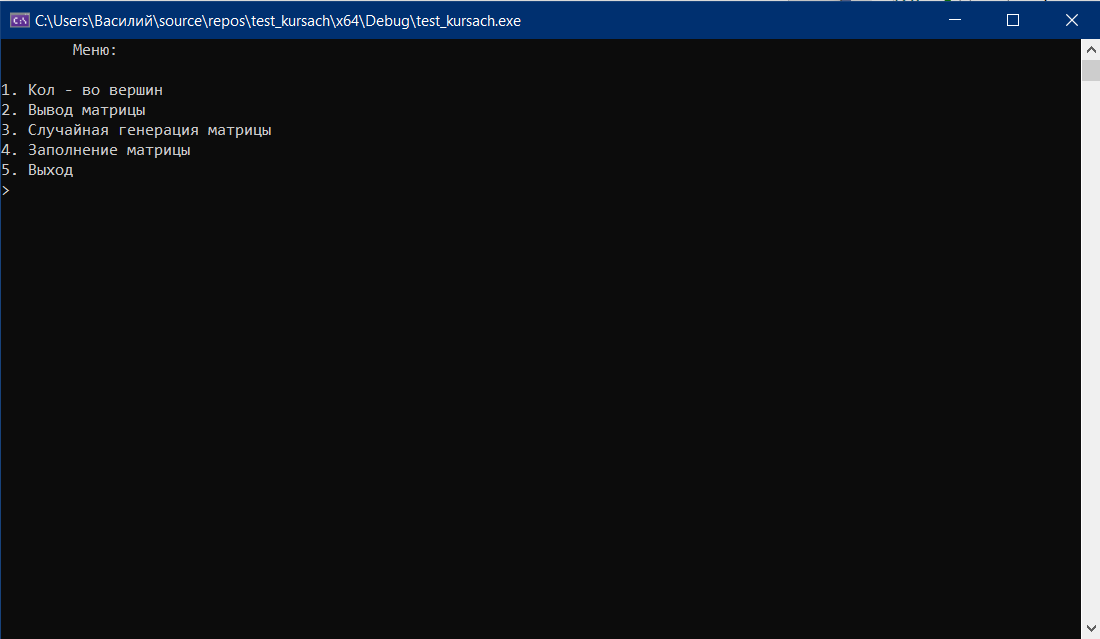 C:\Users\Василий\source\repos\test_kursach\x64\Debug\test_kursach.exe
Меню:
1. Кол - во вершин
2. Вывод матрицы
3. Случайная генерация матрицы
4. Заполнение матрицы
5. Выход
>